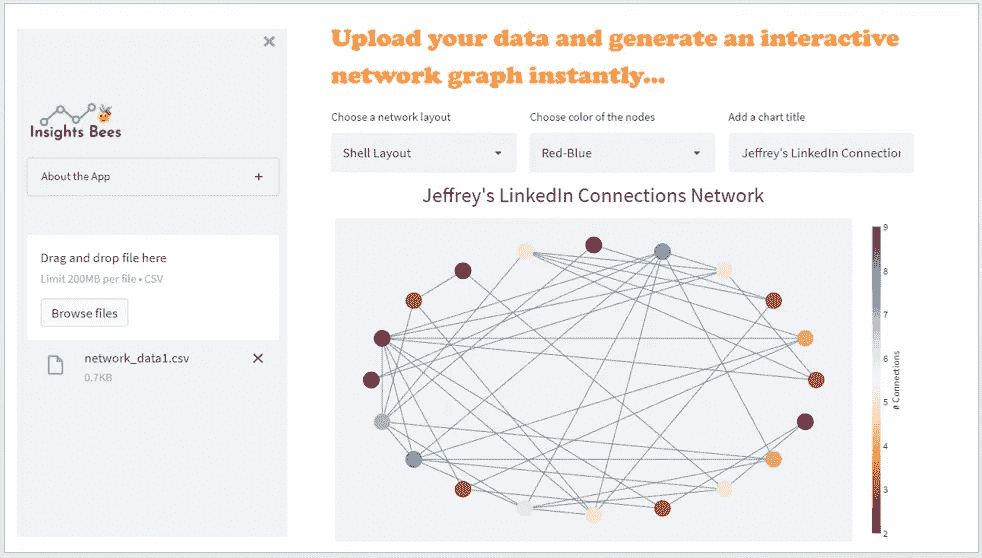 Insights Bees
About the App
Drag and drop file here
Limit 200MB per file • CSV
Browse files
network_data1.csv
0.7KB
Upload your data and generate an interactive
network graph instantly...
Choose a network layout
Choose color of the nodes
Add a chart title
Shell Layout
Red-Blue
Jeffrey's LinkedIn Connection
Jeffrey's LinkedIn Connections Network
9
8
7
6
5
4
3
2
# Connections